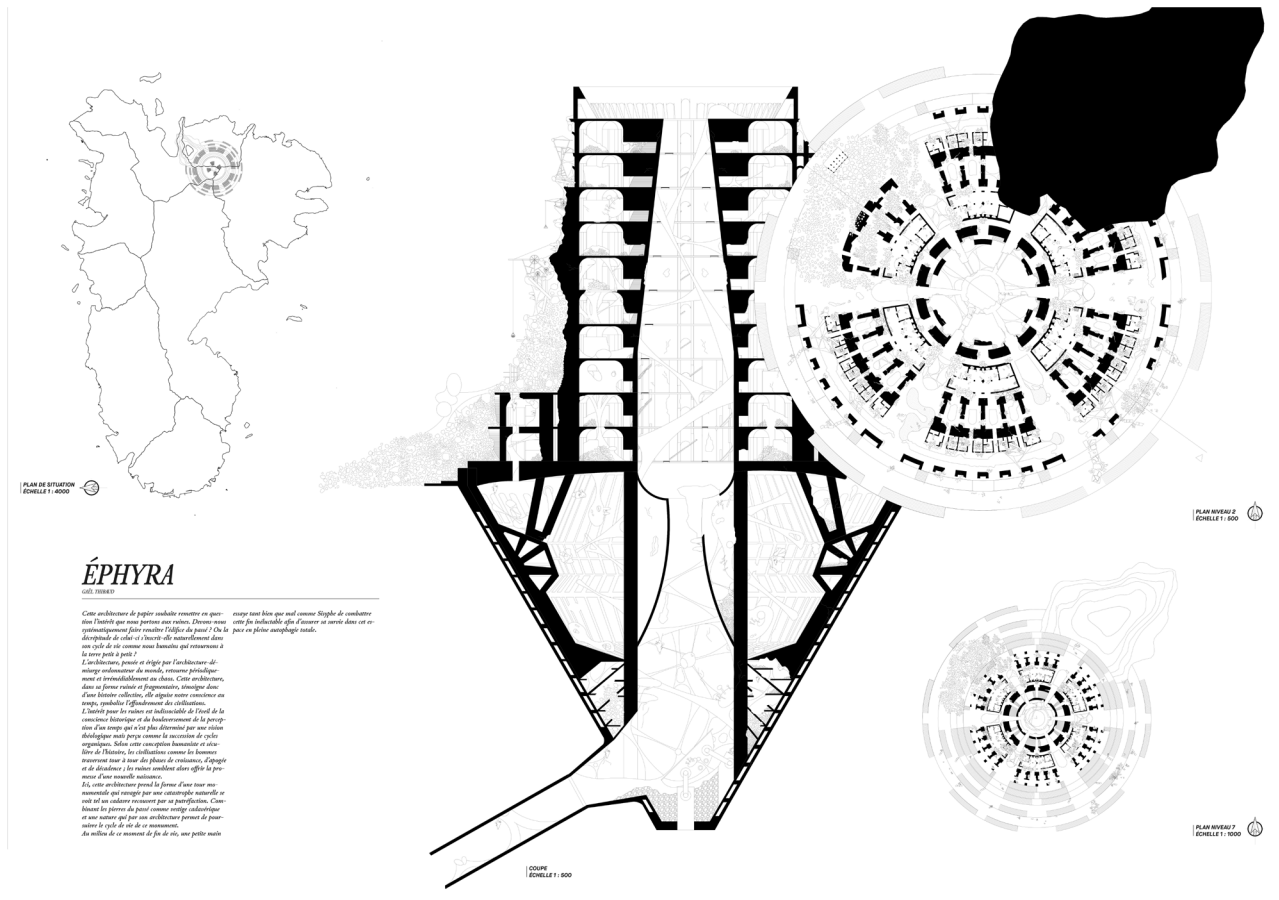 PLAN DE SITUATION
ÉCHELLE 1 : 4000
ÉPHYRA
GAËL THIBAUD
Cette architecture de papier souhaite remettre en ques-
tion l'intérêt que nous portons aux ruines. Devons-nous
systématiquement faire renaître l'édifice du passé ? Ou la
décrépitude de celui-ci s'inscrit-elle naturellement dans
son cycle de vie comme nous humains qui retournons à
la terre petit à petit ?
L'architecture, pensée et érigée par l'architecture-dé-
miurge ordonnateur du monde, retourne périodique-
ment et irrémédiablement au chaos. Cette architecture,
dans sa forme ruinée et fragmentaire, témoigne donc
d'une histoire collective, elle aiguise notre conscience au
temps, symbolise l'effondrement des civilisations.
L'intérêt pour les ruines est indissociable de l'éveil de la
conscience historique et du bouleversement de la percep-
tion d'un temps qui n'est plus déterminé par une vision
théologique mais perçu comme la succession de cycles
organiques. Selon cette conception humaniste et sécu-
lière de l'histoire, les civilisations comme les hommes
traversent tour à tour des phases de croissance, d'apogée
et de décadence ; les ruines semblent alors offrir la pro-
messe d'une nouvelle naissance.
Ici, cette architecture prend la forme d'une tour mo-
numentale qui ravagée par une catastrophe naturelle se
voit tel un cadavre recouvert par sa putréfaction. Com-
binant les pierres du passé comme vestige cadavérique
et une nature qui par son architecture permet de pour-
suivre le cycle de vie de ce monument.
Au milieu de ce moment de fin de vie, une petite main
essaye tant bien que mal comme Sisyphe de combattre
cette fin inéluctable afin d'assurer sa survie dans cet es-
pace en pleine autophagie totale.
COUPE
ÉCHELLE 1 : 500
PLAN NIVEAU 2
ÉCHELLE 1 : 500
PLAN NIVEAU 7
ÉCHELLE 1 : 1000